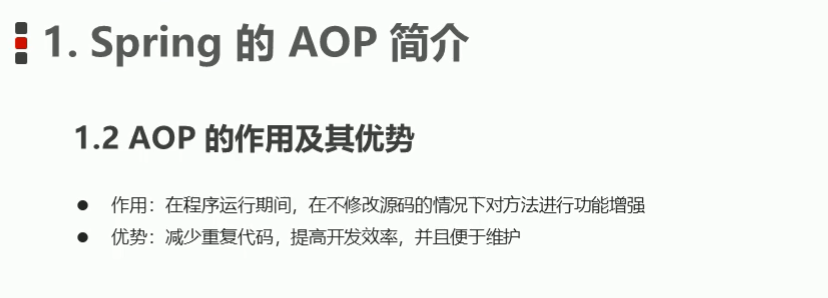 1. Spring 的 AOP 简介
1.2 AOP 的作用及其优势
● 作用：在程序运行期间，在不修改源码的情况下对方法进行功能增强
● 优势：减少重复代码，提高开发效率，并且便于维护